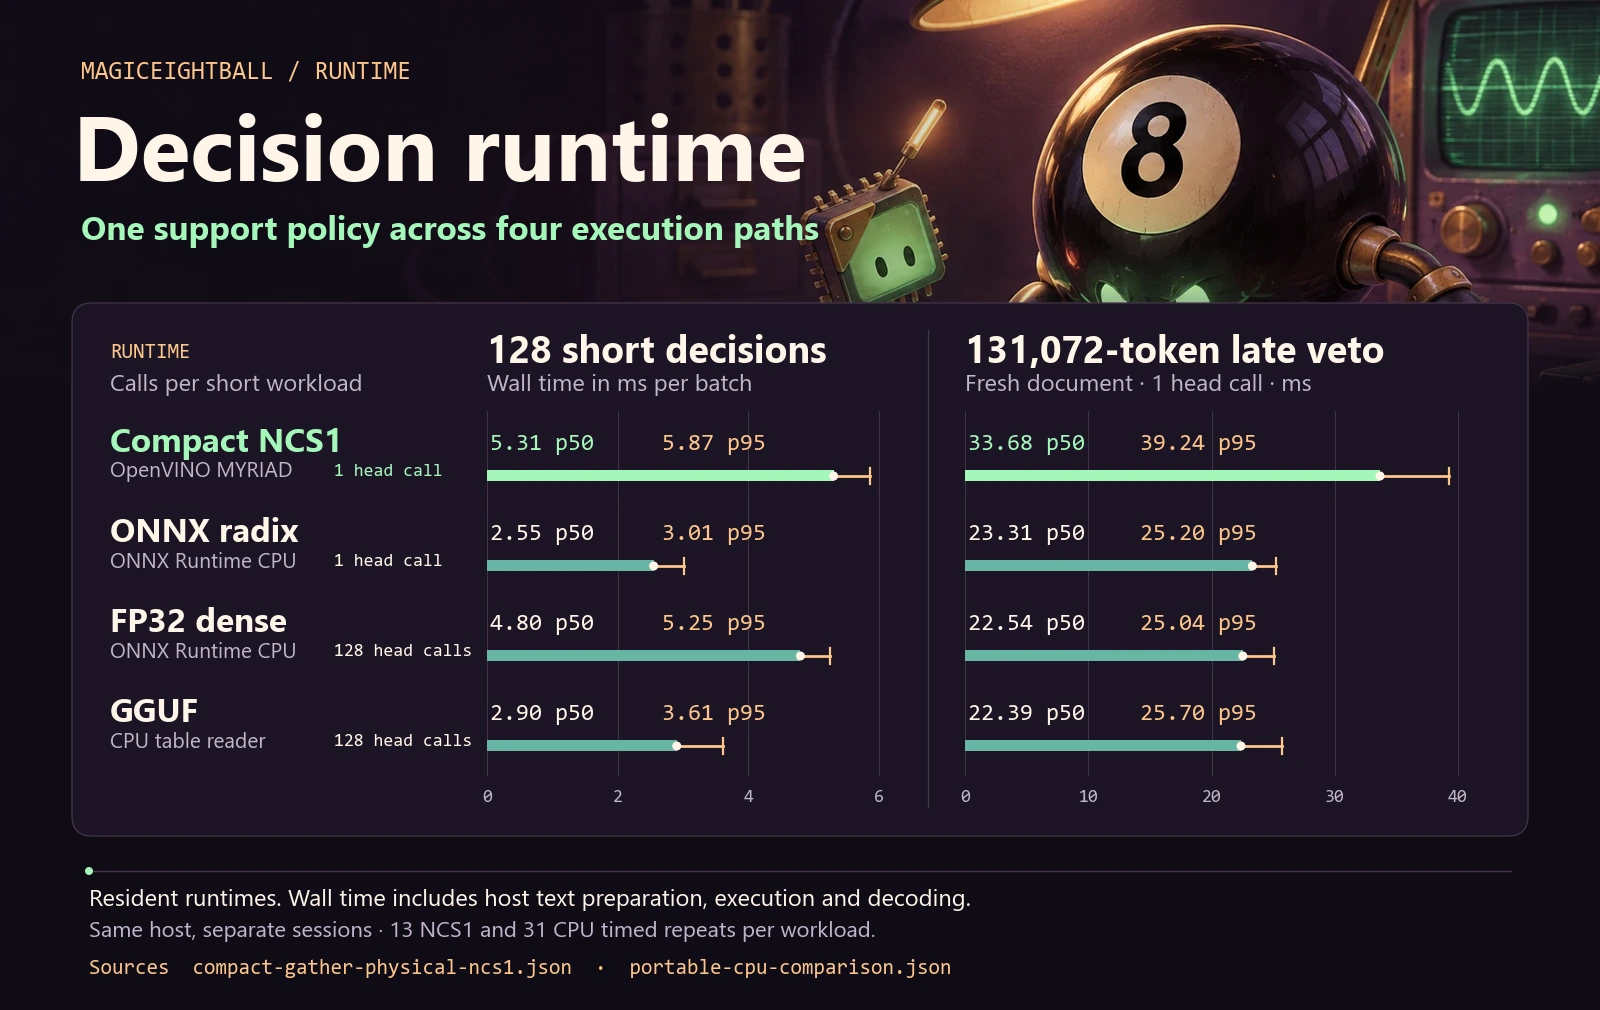 MAGICEIGHTBALL / RUNTIME
Decision runtime
One support policy across four execution paths
8
RUNTIME
Calls per short workload
128 short decisions
Wall time in ms per batch
131,072-token late veto
Fresh document · 1 head call · ms
Compact NCS1
OpenVINO MYRIAD 1 head call
5.31 p50 5.87 p95
33.68 p50 39.24 p95
ONNX radix
ONNX Runtime CPU 1 head call
2.55 p50 3.01 p95
23.31 p50 25.20 p95
FP32 dense
ONNX Runtime CPU 128 head calls
4.80 p50 5.25 p95
22.54 p50 25.04 p95
GGUF
CPU table reader 128 head calls
2.90 p50 3.61 p95
22.39 p50 25.70 p95
0 2 4 6
0 10 20 30 40
Resident runtimes. Wall time includes host text preparation, execution and decoding.
Same host, separate sessions · 13 NCS1 and 31 CPU timed repeats per workload.
Sources compact-gather-physical-ncs1.json · portable-cpu-comparison.json